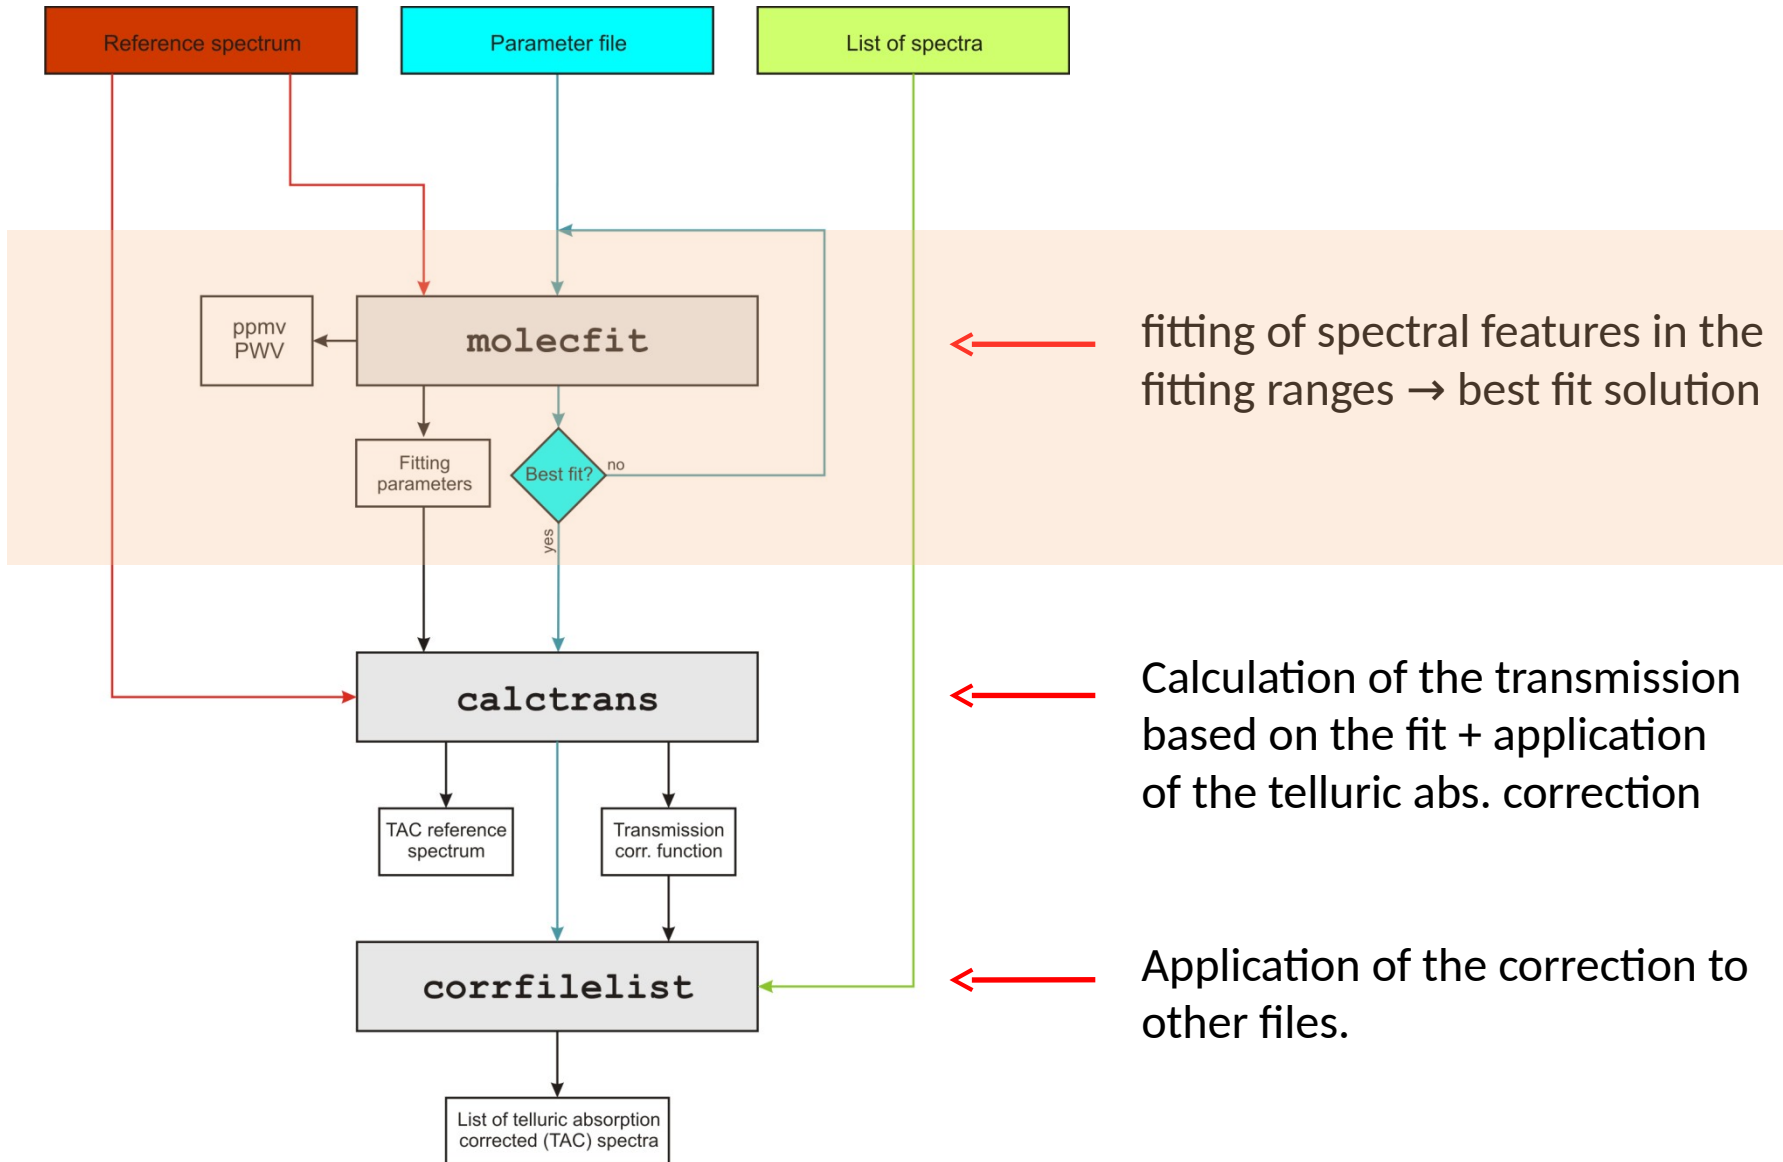 Reference spectrum
Parameter file
List of spectra
ppmv
PWV
molecfit
fitting of spectral features in the
fitting ranges → best fit solution
Fitting
parameters
Best fit?
no
yes
calctrans
Calculation of the transmission
based on the fit + application
of the telluric abs. correction
TAC reference
spectrum
Transmission
corr. function
corrfilelist
Application of the correction to
other files.
List of telluric absorption
corrected (TAC) spectra